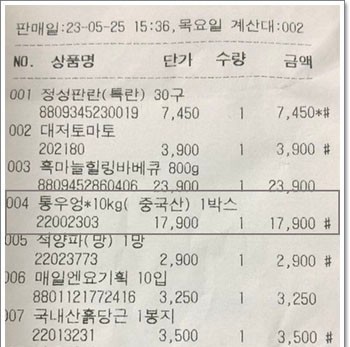 판매일:23-05-25 15:36,목요일 계산대:002
NO. 상품명 단가 수량 금액
001 정성판란(특란) 30구
8809345230019 7,450 1 7,450*#
002 대저토마토
202180 3,900 1 3,900 #
003 흑마늘힐링바베큐 800g
8809452860406 23,900 1 23,900
004 통우엉*10kg( 중국산) 1박스
22002303 17,900 1 17,900 #
005 석양파(망) 1망
22023773 2,900 1 2,900 #
006 매일엔요기획 10입
8801121772416 3,250 1 3,250
007 국내산흙당근 1봉지
22013231 3,500 1 3,500 #